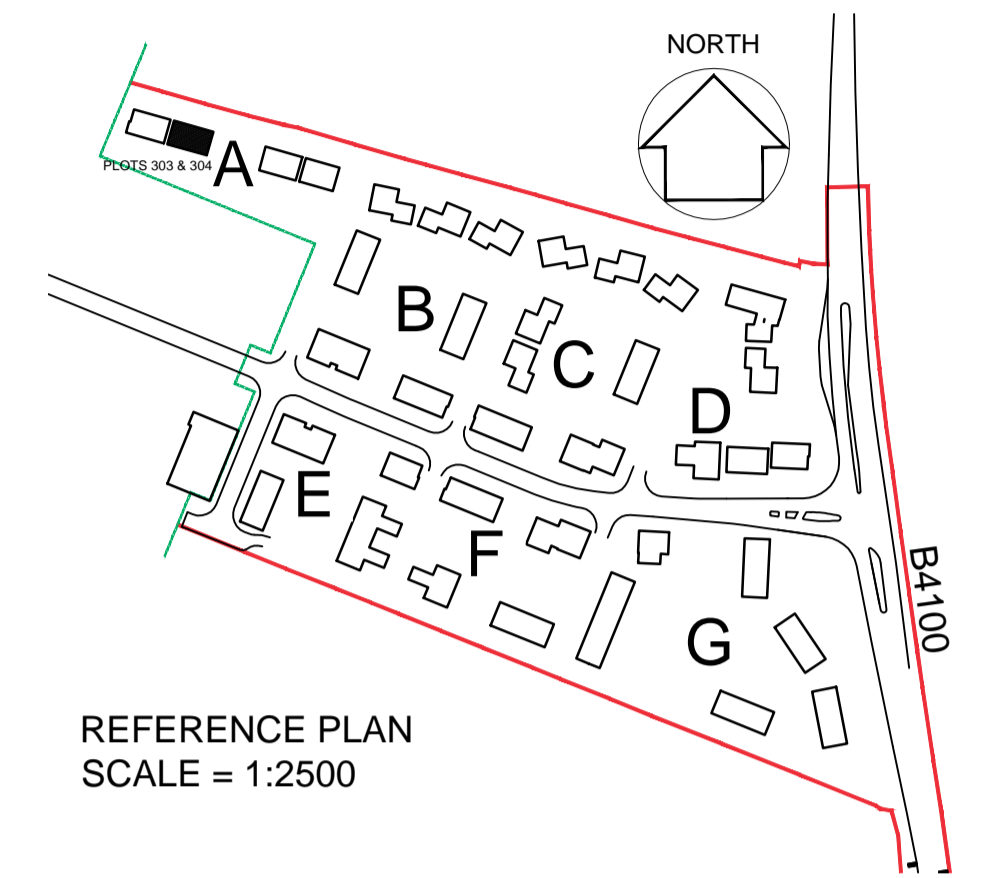 NORTH
PLOTS 303 & 304
A
B
C
D
E
F
G
B4100
REFERENCE PLAN
SCALE = 1:2500